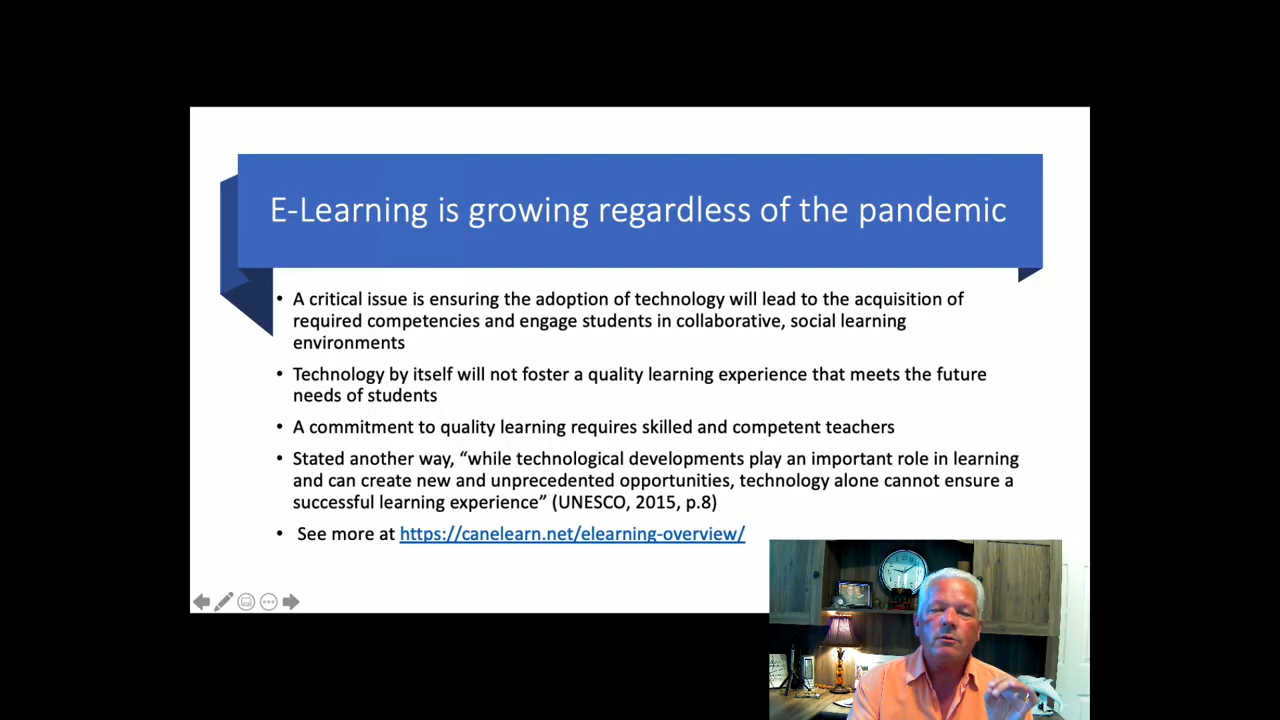 E-Learning is growing regardless of the pandemic
• A critical issue is ensuring the adoption of technology will lead to the acquisition of
required competencies and engage students in collaborative, social learning
environments
• Technology by itself will not foster a quality learning experience that meets the future
needs of students
• A commitment to quality learning requires skilled and competent teachers
• Stated another way, “while technological developments play an important role in learning
and can create new and unprecedented opportunities, technology alone cannot ensure a
successful learning experience” (UNESCO, 2015, p.8)
• See more at https://canelearn.net/elearning-overview/